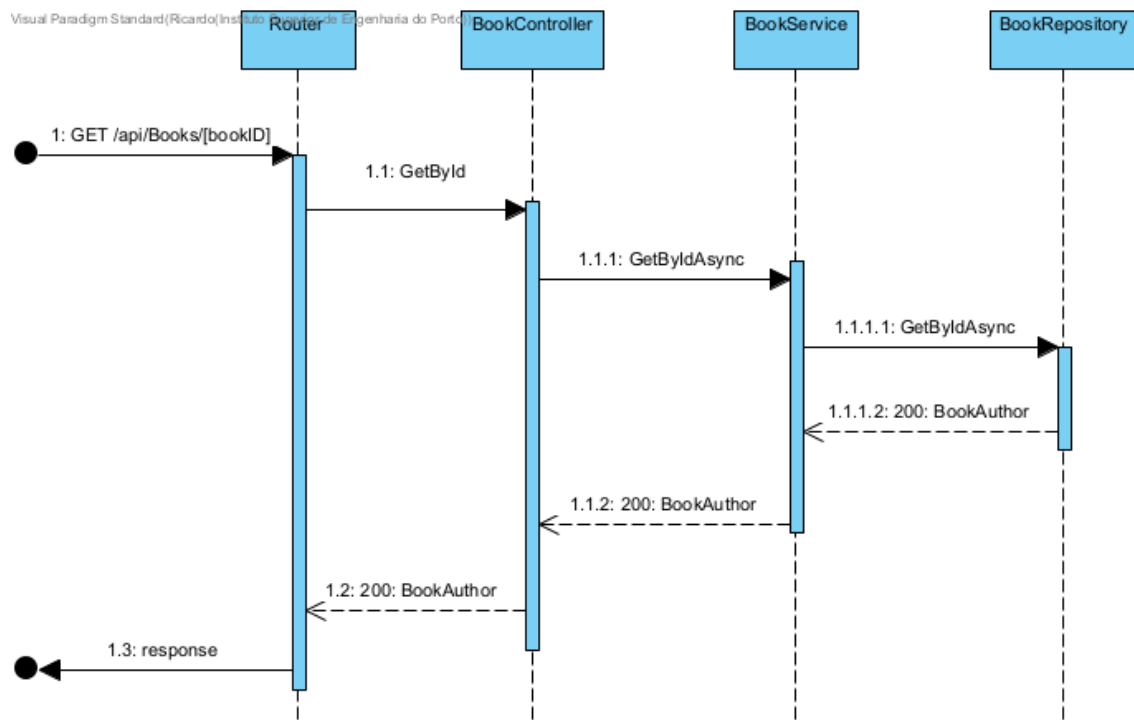 Visual Paradigm Standard(Ricardo(Instituto Superior de Engenharia do Porto))
Router
BookController
BookService
BookRepository
1: GET /api/Books/[bookID]
1.1: GetById
1.1.1: GetByIdAsync
1.1.1.1: GetByIdAsync
1.1.1.2: 200: BookAuthor
1.1.2: 200: BookAuthor
1.2: 200: BookAuthor
1.3: response